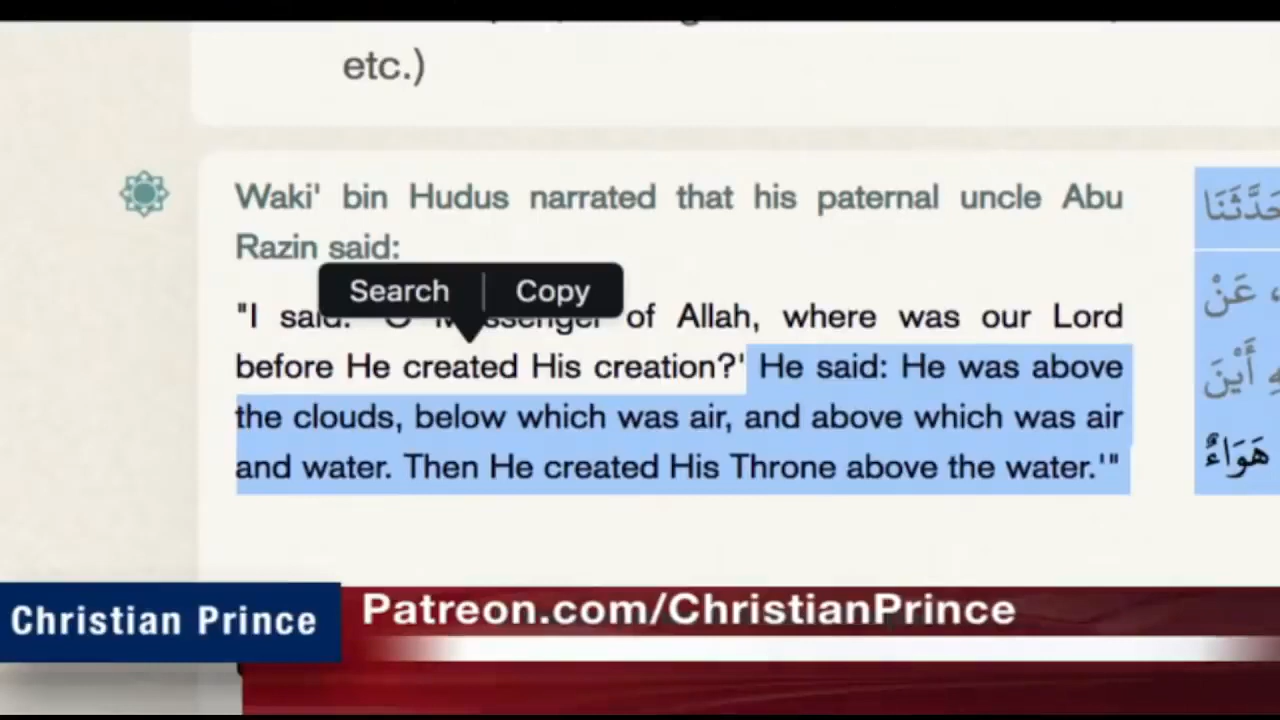 etc.)
Waki' bin Hudus narrated that his paternal uncle Abu
Razin said:
Search Copy
"I said: 'O Messenger of Allah, where was our Lord
before He created His creation?' He said: He was above
the clouds, below which was air, and above which was air
and water. Then He created His Throne above the water.'"
حَدَّثَنَا
عَنْ
أَيْنَ
هَوَاءٌ
Christian Prince
Patreon.com/ChristianPrince